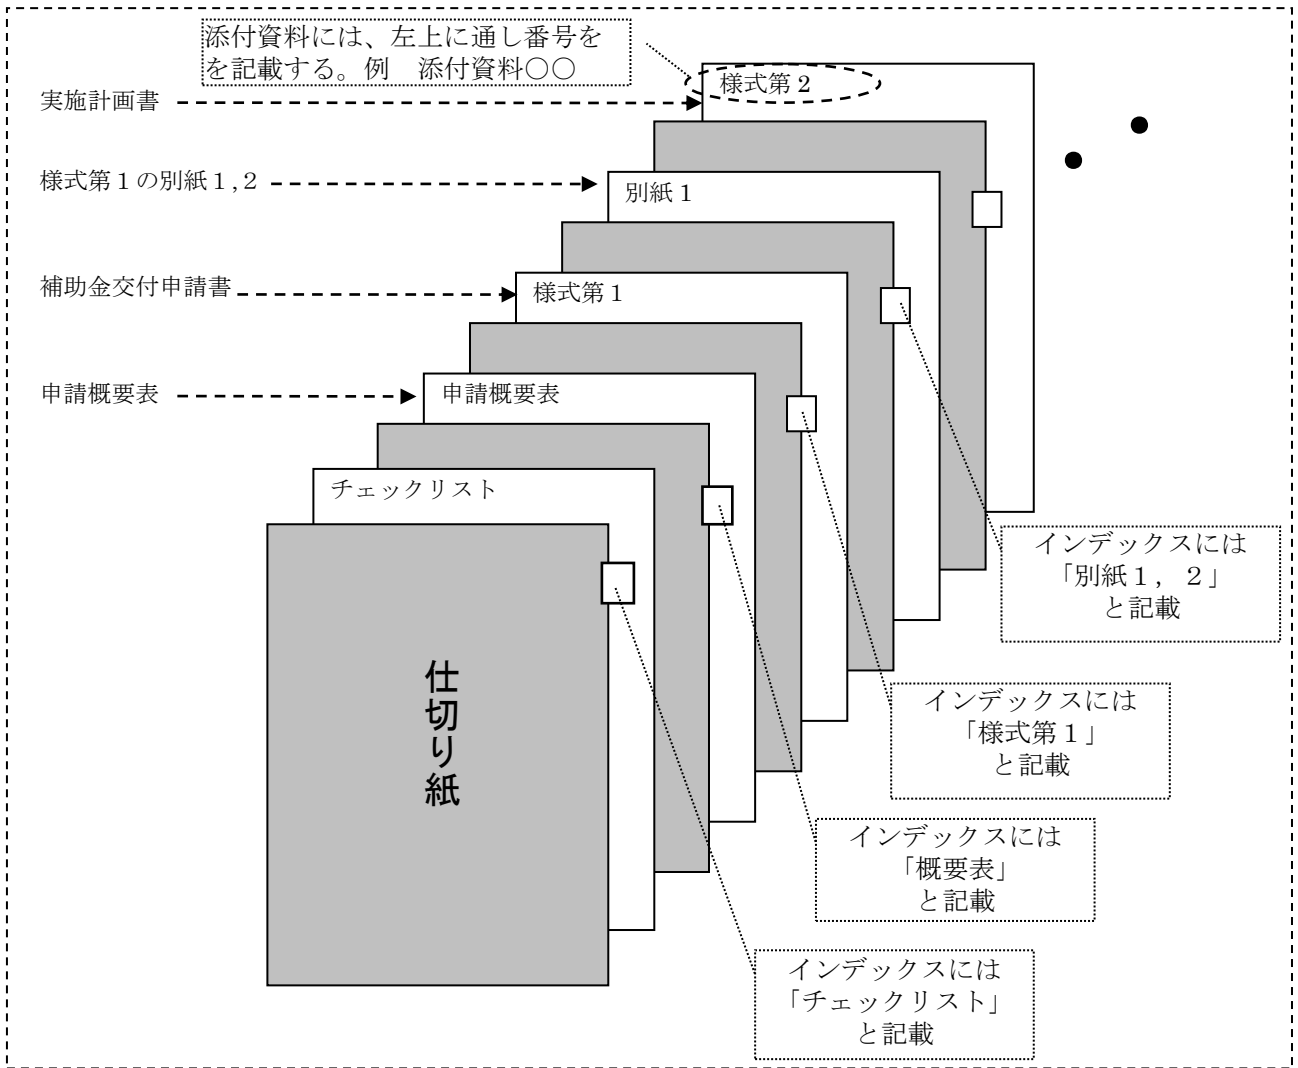 添付資料には、左上に通し番号を
を記載する。例　添付資料○○
様式第２
実施計画書
様式第１の別紙１,２
別紙１
補助金交付申請書
様式第１
申請概要表
申請概要表
チェックリスト
仕切り紙
インデックスには
「別紙１，２」
と記載
インデックスには
「様式第１」
と記載
インデックスには
「概要表」
と記載
インデックスには
「チェックリスト」
と記載